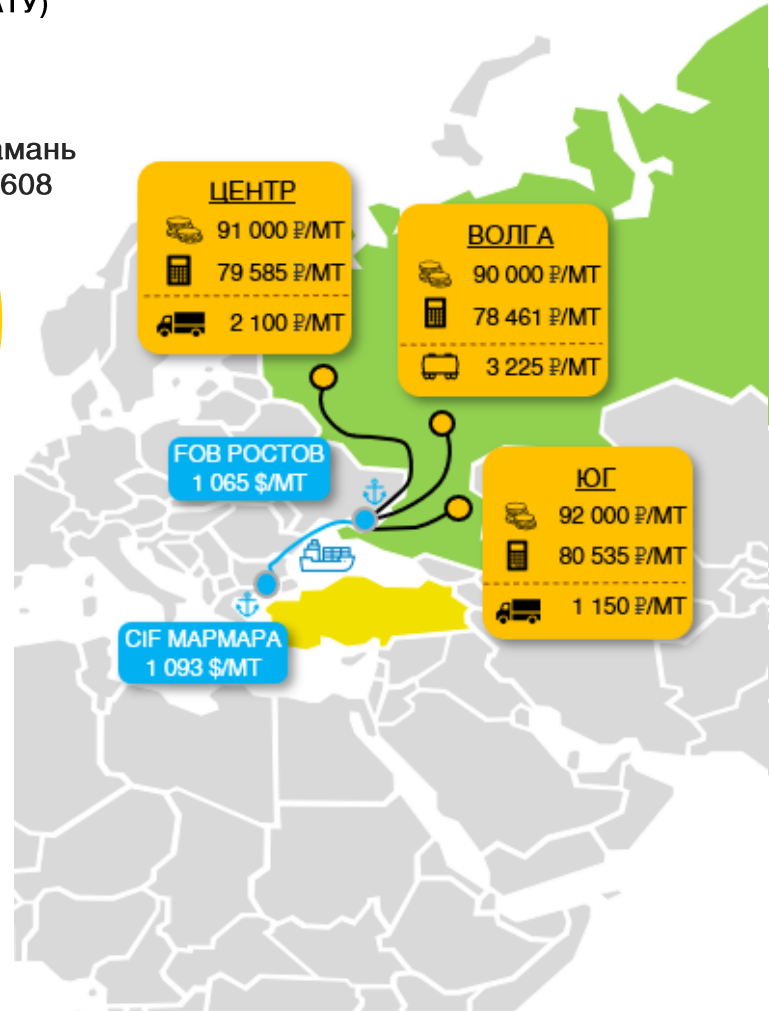 608
ЦЕНТР
91 000 ₽/МТ
79 585 ₽/МТ
2 100 ₽/МТ
ВОЛГА
90 000 ₽/МТ
78 461 ₽/МТ
3 225 ₽/МТ
FOB РОСТОВ
1 065 $/МТ
ЮГ
92 000 ₽/МТ
80 535 ₽/МТ
1 150 ₽/МТ
CIF МАРМАРА
1 093 $/МТ